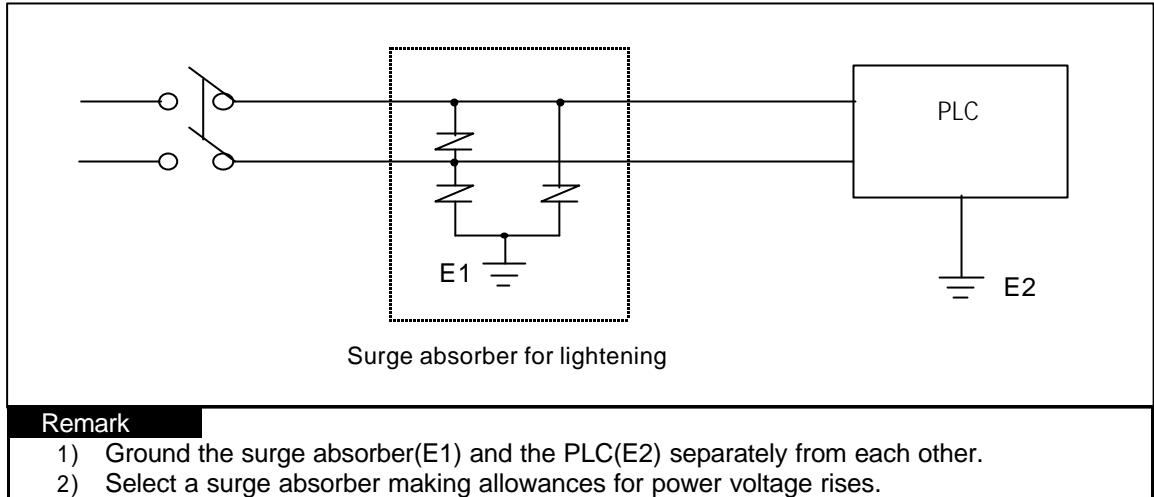 PLC
E1
E2
Surge absorber for lightening
Remark
1) Ground the surge absorber(E1) and the PLC(E2) separately from each other.
2) Select a surge absorber making allowances for power voltage rises.